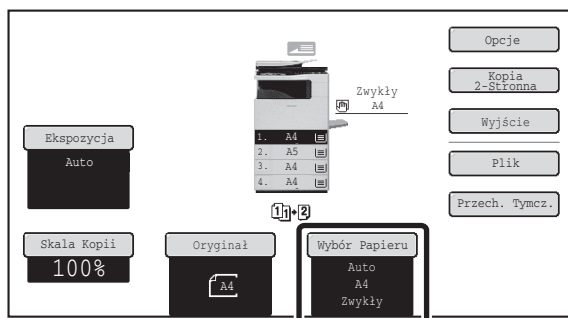 Opcje
Kopia
2-Stronna
Wyjście
Plik
Przech. Tymcz.
Zwykły
A4
1. A4
2. A5
3. A4
4. A4
1 1 2
Ekspozycja
Auto
Skala Kopii
100%
Oryginał
A4
Wybór Papieru
Auto
A4
Zwykły